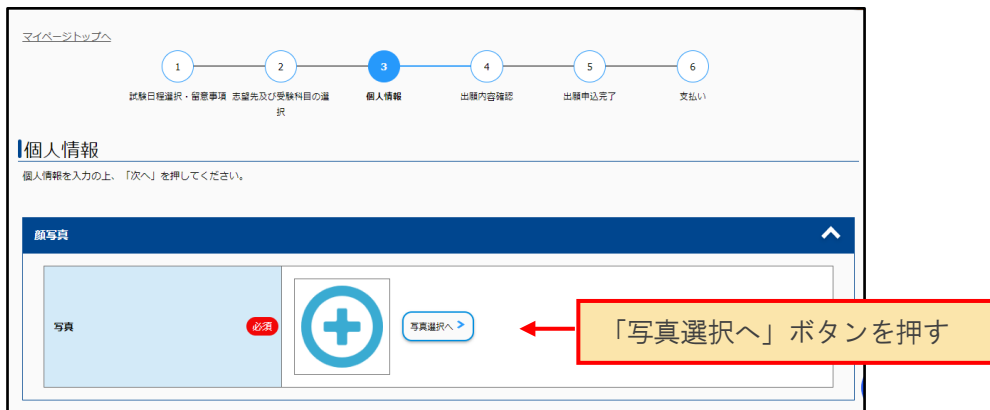 マイページトップへ
1 2 3 4 5 6
試験日程選択・留意事項 志望先及び受験科目の選択 個人情報 出願内容確認 出願申込完了 支払い
個人情報
個人情報を入力の上、「次へ」を押してください。
顔写真
写真 必須 写真選択へ >
「写真選択へ」ボタンを押す